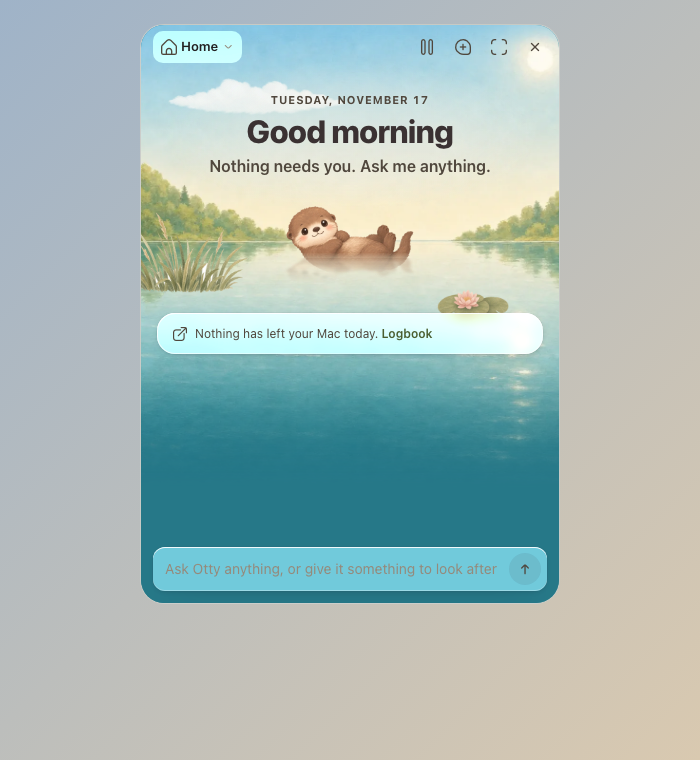 Home
TUESDAY, NOVEMBER 17
Good morning
Nothing needs you. Ask me anything.
Nothing has left your Mac today. Logbook
Ask Otty anything, or give it something to look after